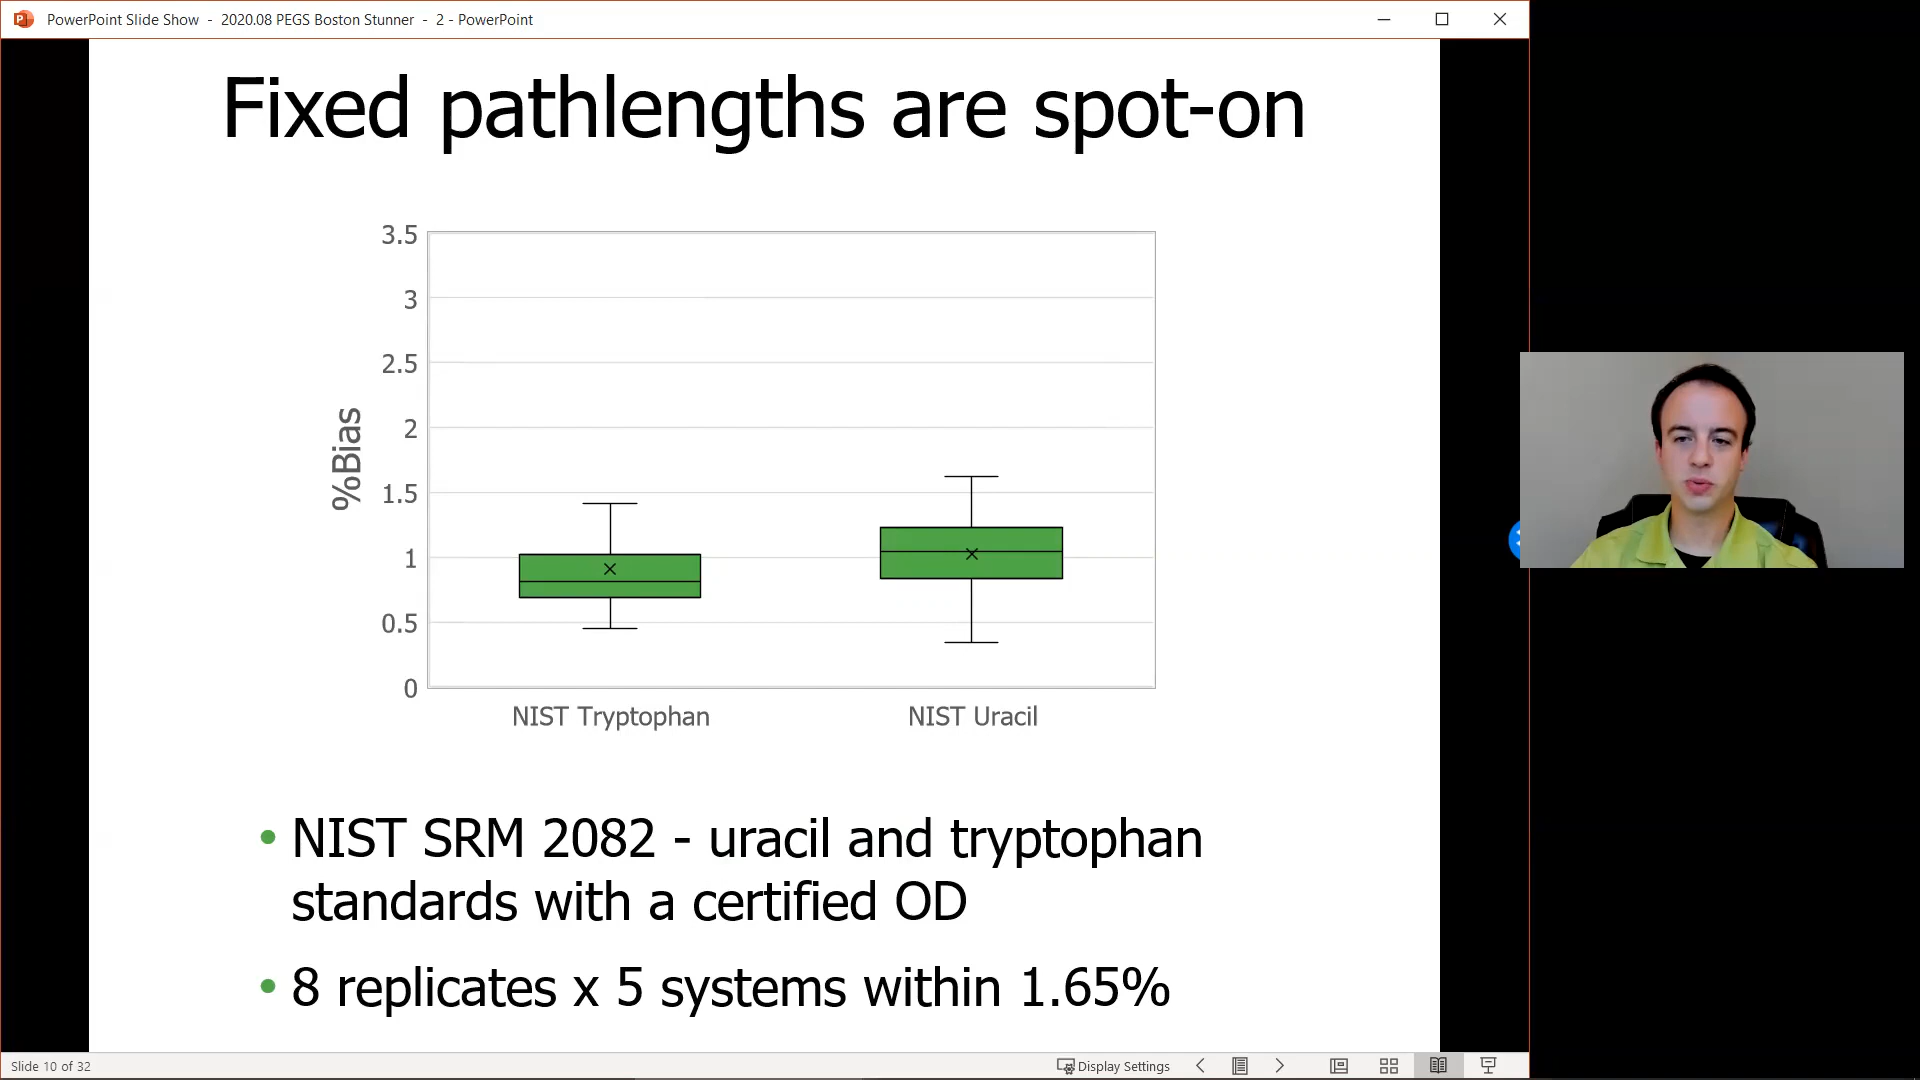 PowerPoint Slide Show - 2020.08 PEGS Boston Stunner - 2 - PowerPoint
Fixed pathlengths are spot-on
3.5
3
2.5
2
1.5
1
0.5
0
%Bias
NIST Tryptophan
NIST Uracil
• NIST SRM 2082 - uracil and tryptophan
standards with a certified OD
• 8 replicates x 5 systems within 1.65%
Slide 10 of 32
Display Settings